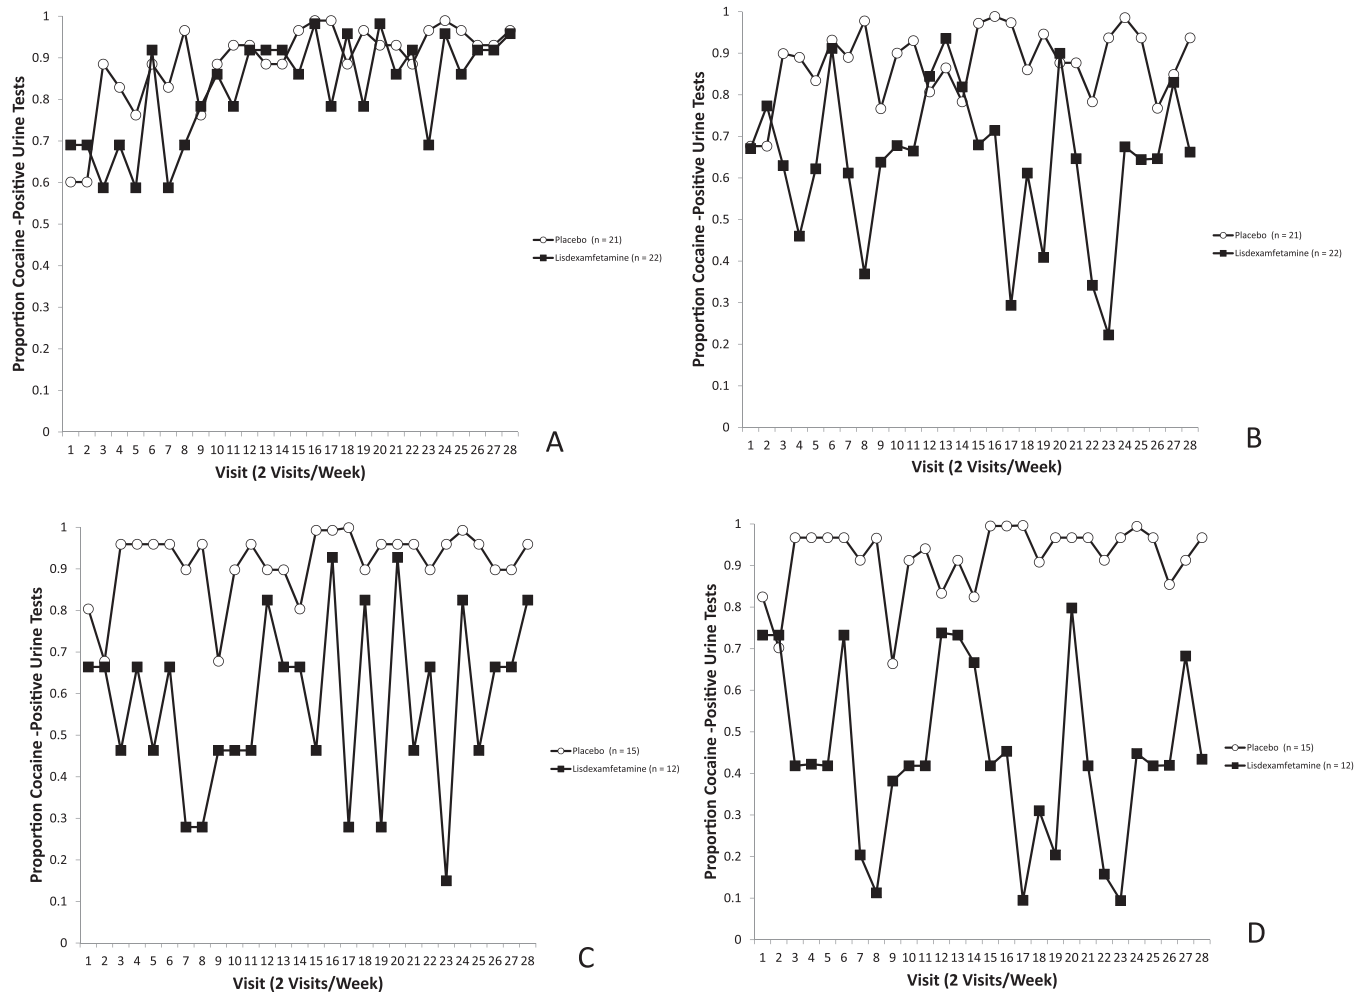 1
0.9
0.8
0.7
0.6
0.5
0.4
0.3
0.2
0.1
0
Proportion Cocaine -Positive Urine Tests
1 2 3 4 5 6 7 8 9 10 11 12 13 14 15 16 17 18 19 20 21 22 23 24 25 26 27 28
Visit (2 Visits/Week)
Placebo (n = 21)
Lisdexamfetamine (n = 22)
A
1
0.9
0.8
0.7
0.6
0.5
0.4
0.3
0.2
0.1
0
Proportion Cocaine -Positive Urine Tests
1 2 3 4 5 6 7 8 9 10 11 12 13 14 15 16 17 18 19 20 21 22 23 24 25 26 27 28
Visit (2 Visits/Week)
Placebo (n = 21)
Lisdexamfetamine (n = 22)
B
1
0.9
0.8
0.7
0.6
0.5
0.4
0.3
0.2
0.1
0
Proportion Cocaine -Positive Urine Tests
1 2 3 4 5 6 7 8 9 10 11 12 13 14 15 16 17 18 19 20 21 22 23 24 25 26 27 28
Visit (2 Visits/Week)
Placebo (n = 15)
Lisdexamfetamine (n = 12)
C
1
0.9
0.8
0.7
0.6
0.5
0.4
0.3
0.2
0.1
0
Proportion Cocaine -Positive Urine Tests
1 2 3 4 5 6 7 8 9 10 11 12 13 14 15 16 17 18 19 20 21 22 23 24 25 26 27 28
Visit (2 Visits/Week)
Placebo (n = 15)
Lisdexamfetamine (n = 12)
D